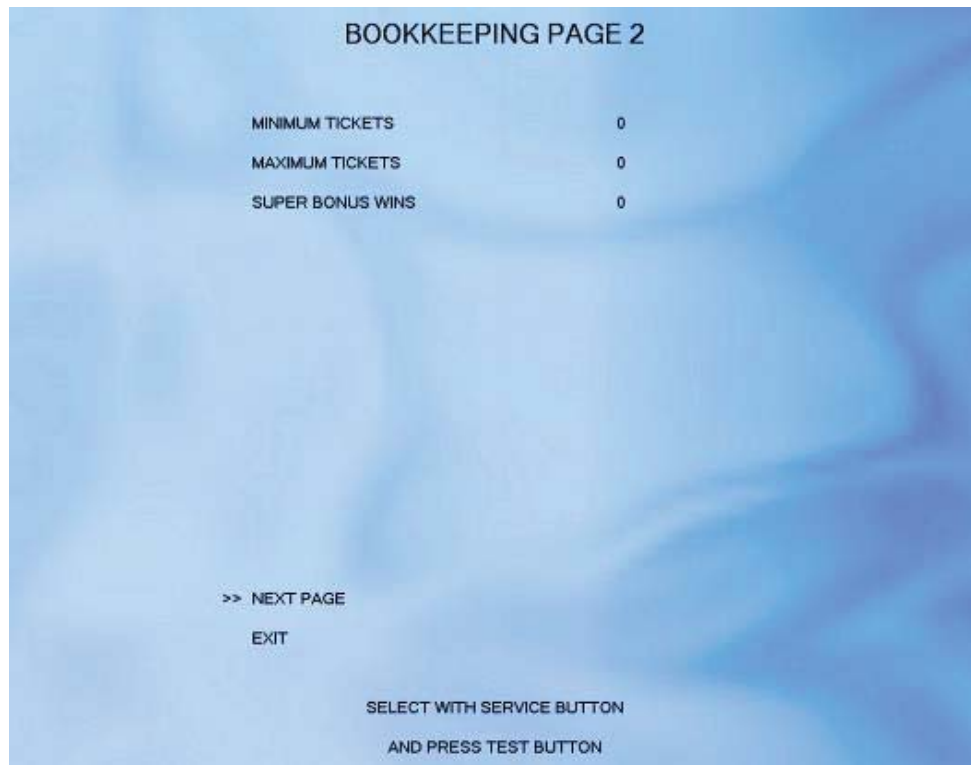 BOOKKEEPING PAGE 2
MINIMUM TICKETS 0
MAXIMUM TICKETS 0
SUPER BONUS WINS 0
>> NEXT PAGE
EXIT
SELECT WITH SERVICE BUTTON
AND PRESS TEST BUTTON